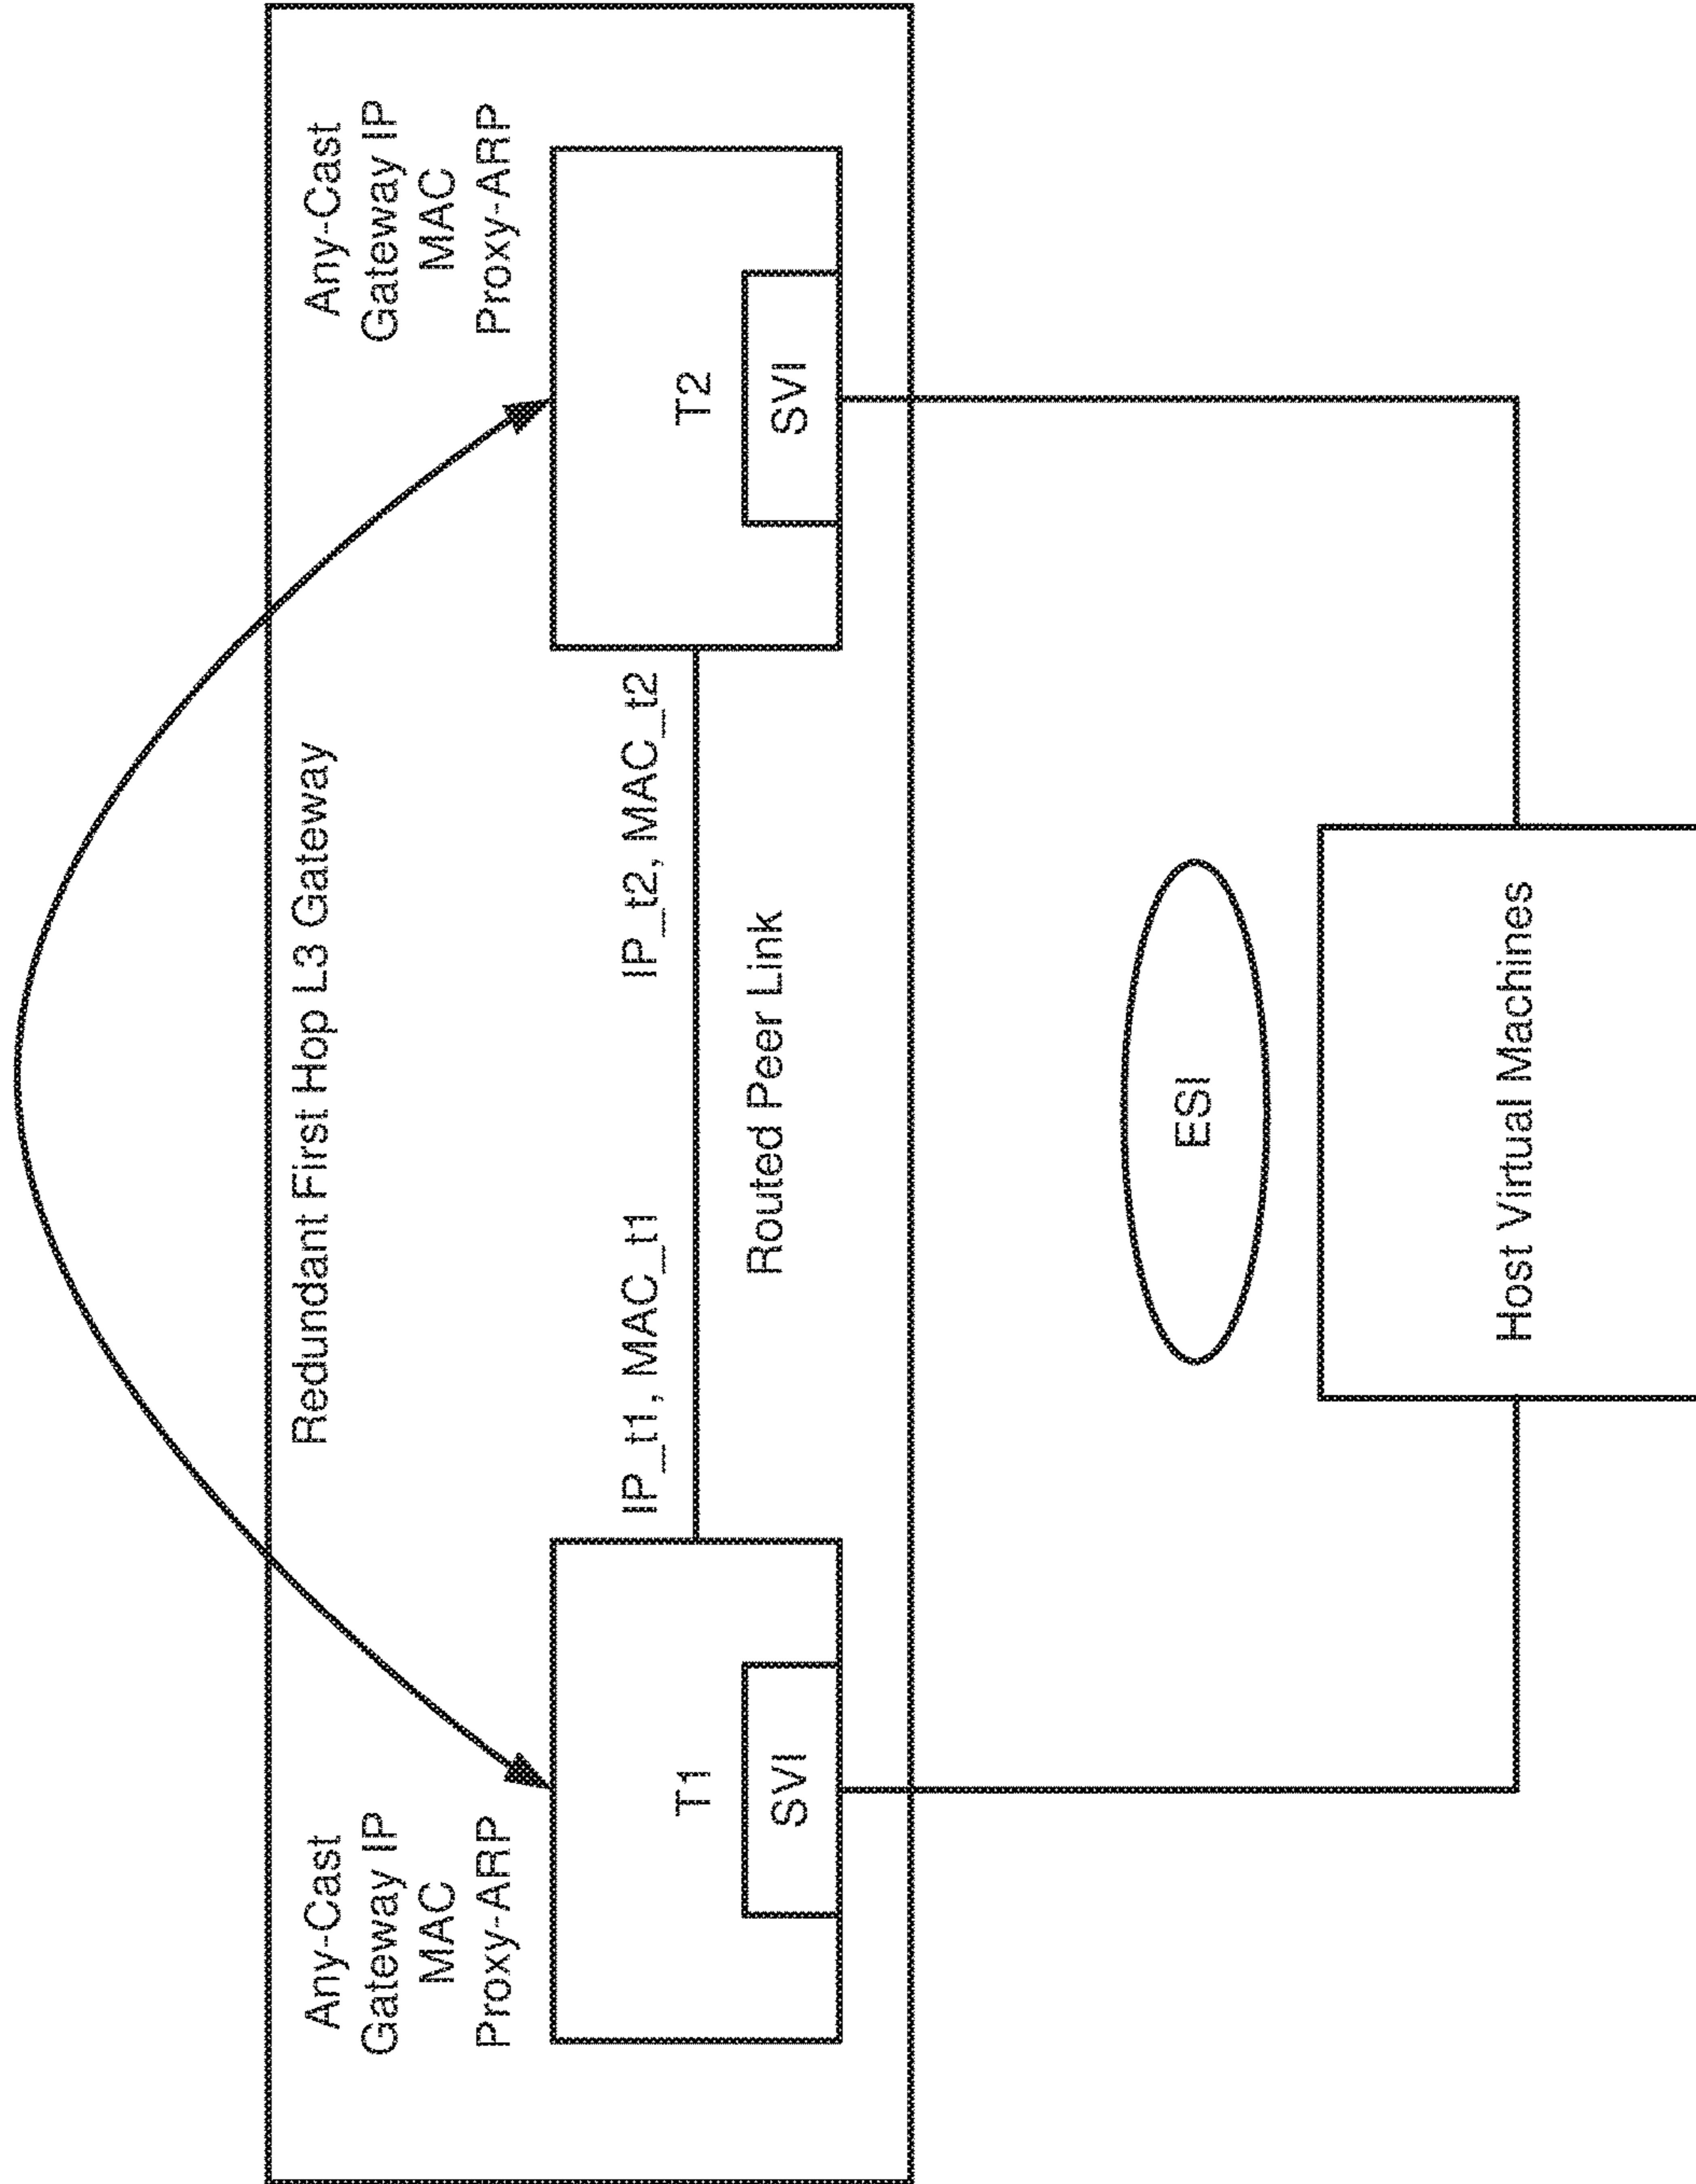 Redundant First Hop L3 Gateway
Any-Cast
Gateway IP
MAC
Proxy-ARP
Any-Cast
Gateway IP
MAC
Proxy-ARP
IP_t1, MAC_t1
IP_t2, MAC_t2
T1
T2
Routed Peer Link
SVI
SVI
ESI
Host Virtual Machines